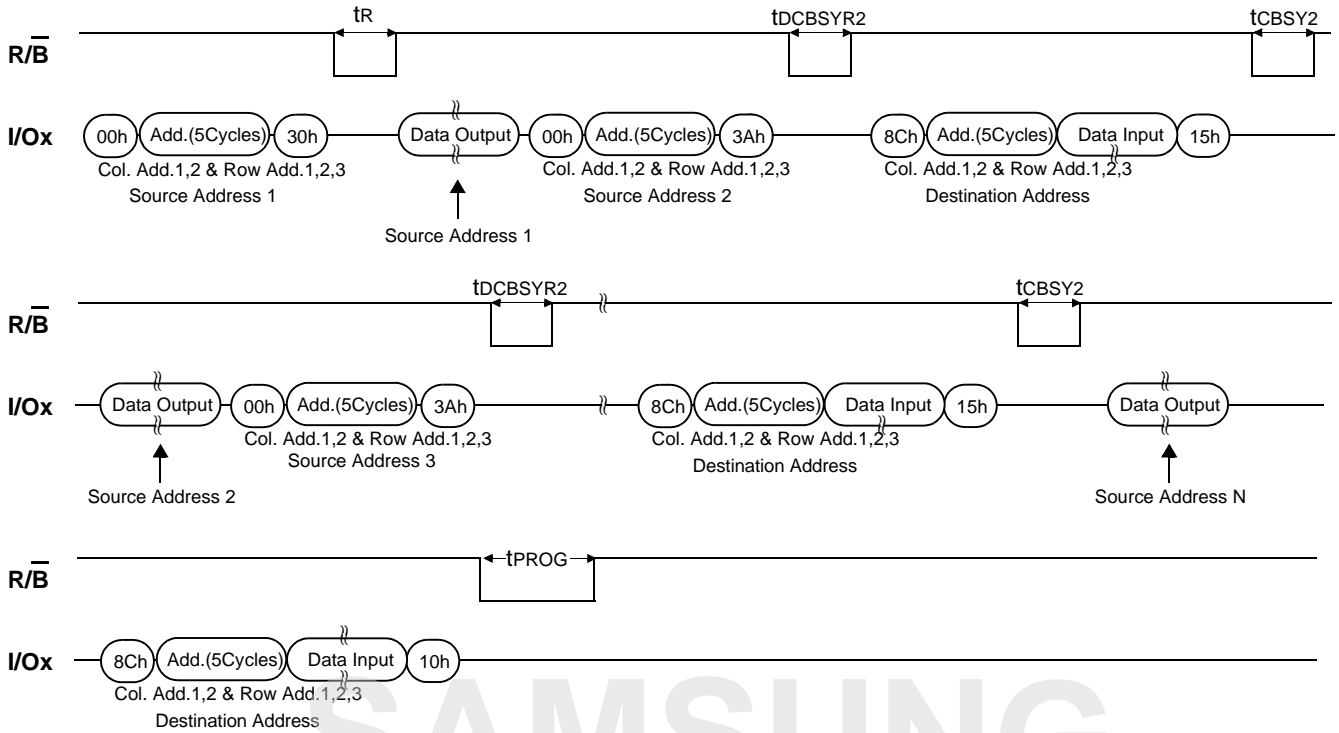 tR tDCBSYR2 tCBSY2
R/B
I/Ox 00h Add.(5Cycles) 30h Data Output 00h Add.(5Cycles) 3Ah 8Ch Add.(5Cycles) Data Input 15h
Col. Add.1,2 & Row Add.1,2,3 Col. Add.1,2 & Row Add.1,2,3 Col. Add.1,2 & Row Add.1,2,3
Source Address 1 Source Address 2 Destination Address
Source Address 1
tDCBSYR2 tCBSY2
R/B
I/Ox Data Output 00h Add.(5Cycles) 3Ah 8Ch Add.(5Cycles) Data Input 15h Data Output
Col. Add.1,2 & Row Add.1,2,3 Col. Add.1,2 & Row Add.1,2,3
Source Address 3 Destination Address
Source Address 2 Source Address N
tPROG
R/B
I/Ox 8Ch Add.(5Cycles) Data Input 10h
Col. Add.1,2 & Row Add.1,2,3
Destination Address
SAMSUNG